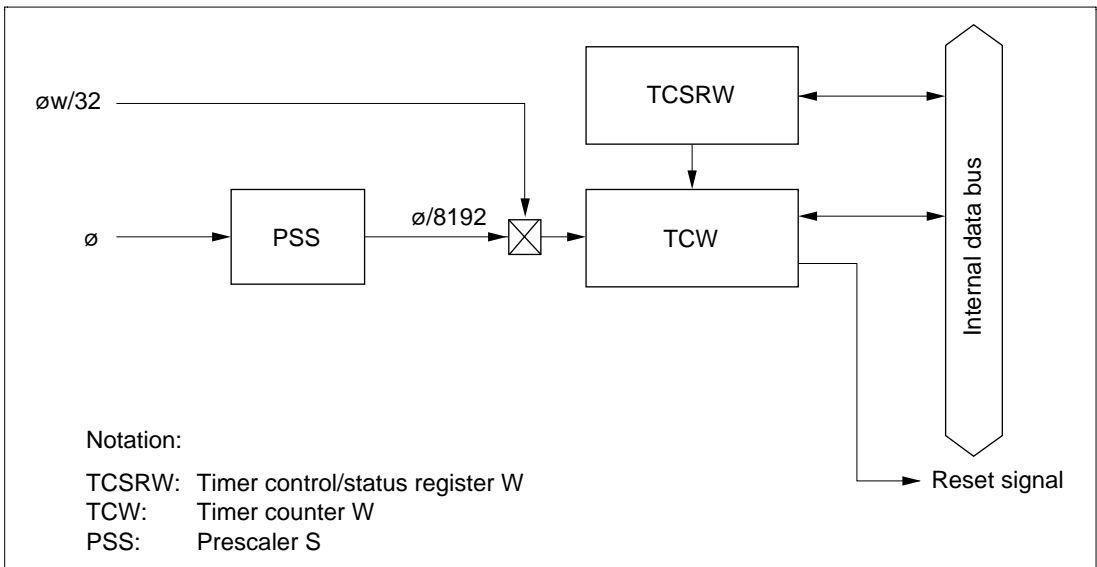 TCSRW
øw/32
ø/8192
ø
PSS
TCW
Internal data bus
Notation:
Reset signal
TCSRW: Timer control/status register W
TCW: Timer counter W
PSS: Prescaler S